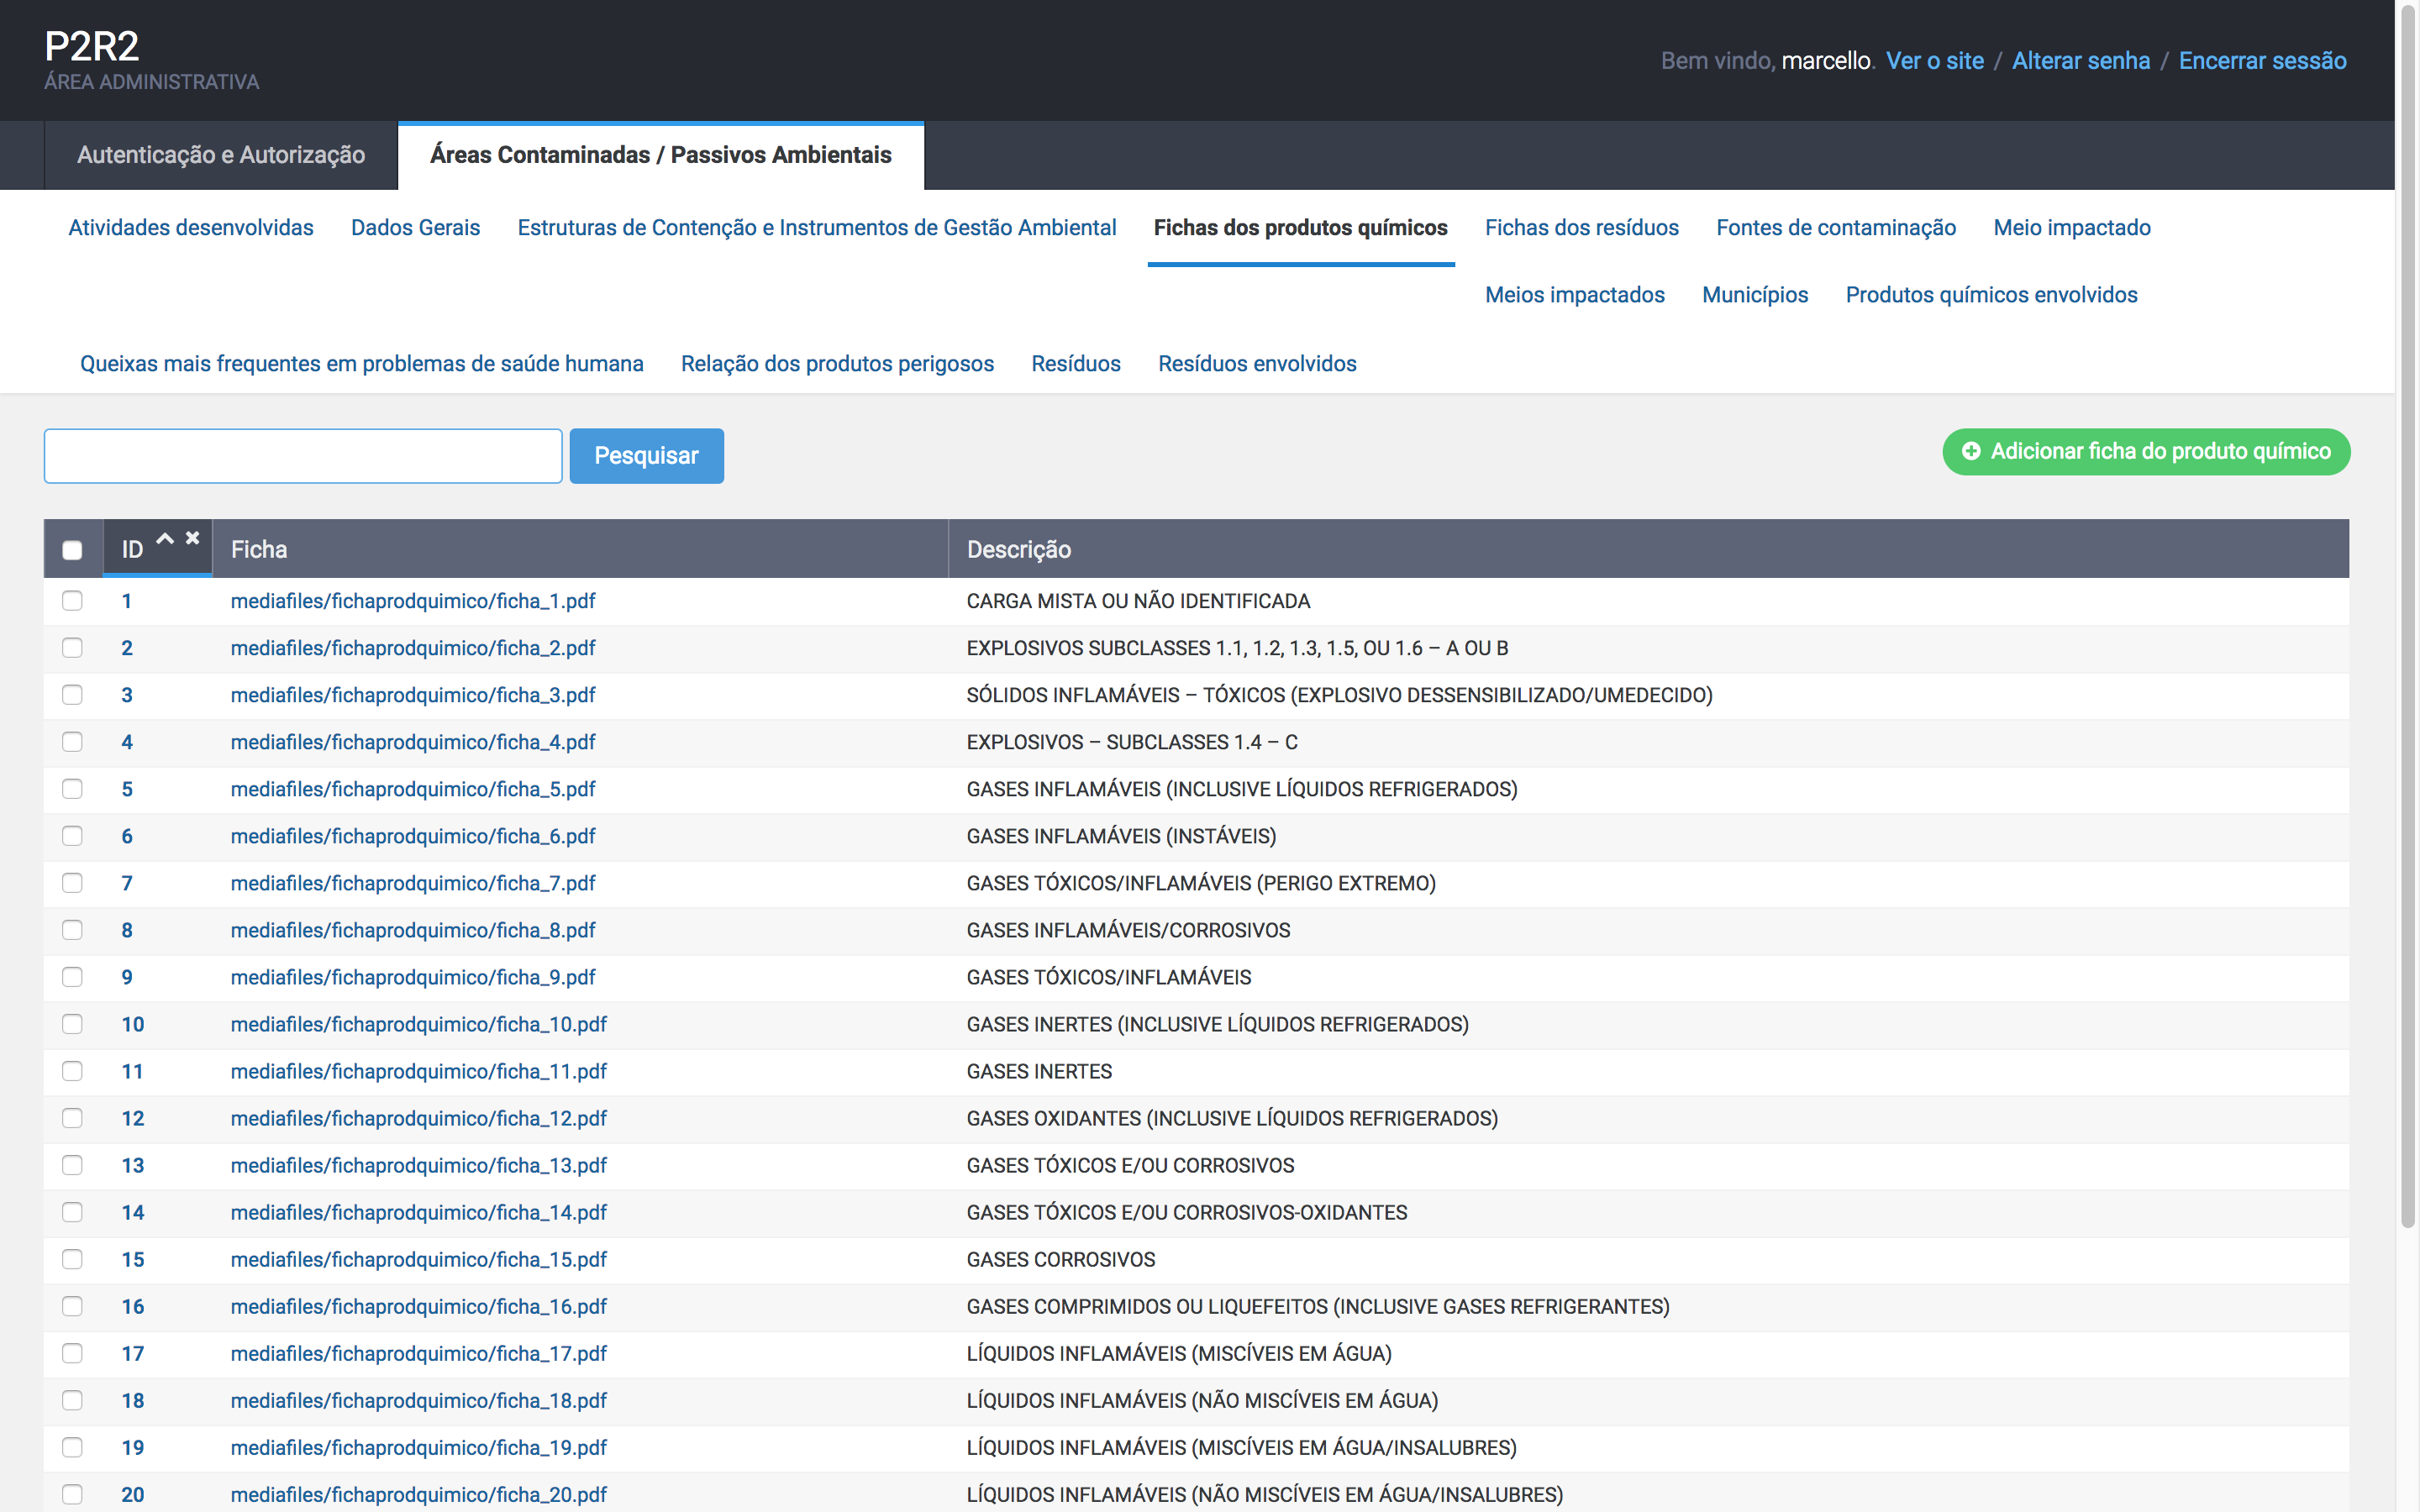 P2R2
ÁREA ADMINISTRATIVA
Bem vindo, marcello. Ver o site / Alterar senha / Encerrar sessão
Autenticação e Autorização Áreas Contaminadas / Passivos Ambientais
Atividades desenvolvidas Dados Gerais Estruturas de Contenção e Instrumentos de Gestão Ambiental Fichas dos produtos químicos Fichas dos resíduos Fontes de contaminação Meio impactado
Meios impactados Municípios Produtos químicos envolvidos
Queixas mais frequentes em problemas de saúde humana Relação dos produtos perigosos Resíduos Resíduos envolvidos
Pesquisar Adicionar ficha do produto químico
ID Ficha Descrição
1 mediafiles/fichaprodquimico/ficha_1.pdf CARGA MISTA OU NÃO IDENTIFICADA
2 mediafiles/fichaprodquimico/ficha_2.pdf EXPLOSIVOS SUBCLASSES 1.1, 1.2, 1.3, 1.5, OU 1.6 – A OU B
3 mediafiles/fichaprodquimico/ficha_3.pdf SÓLIDOS INFLAMÁVEIS – TÓXICOS (EXPLOSIVO DESSENSIBILIZADO/UMEDECIDO)
4 mediafiles/fichaprodquimico/ficha_4.pdf EXPLOSIVOS – SUBCLASSES 1.4 – C
5 mediafiles/fichaprodquimico/ficha_5.pdf GASES INFLAMÁVEIS (INCLUSIVE LÍQUIDOS REFRIGERADOS)
6 mediafiles/fichaprodquimico/ficha_6.pdf GASES INFLAMÁVEIS (INSTÁVEIS)
7 mediafiles/fichaprodquimico/ficha_7.pdf GASES TÓXICOS/INFLAMÁVEIS (PERIGO EXTREMO)
8 mediafiles/fichaprodquimico/ficha_8.pdf GASES INFLAMÁVEIS/CORROSIVOS
9 mediafiles/fichaprodquimico/ficha_9.pdf GASES TÓXICOS/INFLAMÁVEIS
10 mediafiles/fichaprodquimico/ficha_10.pdf GASES INERTES (INCLUSIVE LÍQUIDOS REFRIGERADOS)
11 mediafiles/fichaprodquimico/ficha_11.pdf GASES INERTES
12 mediafiles/fichaprodquimico/ficha_12.pdf GASES OXIDANTES (INCLUSIVE LÍQUIDOS REFRIGERADOS)
13 mediafiles/fichaprodquimico/ficha_13.pdf GASES TÓXICOS E/OU CORROSIVOS
14 mediafiles/fichaprodquimico/ficha_14.pdf GASES TÓXICOS E/OU CORROSIVOS-OXIDANTES
15 mediafiles/fichaprodquimico/ficha_15.pdf GASES CORROSIVOS
16 mediafiles/fichaprodquimico/ficha_16.pdf GASES COMPRIMIDOS OU LIQUEFEITOS (INCLUSIVE GASES REFRIGERANTES)
17 mediafiles/fichaprodquimico/ficha_17.pdf LÍQUIDOS INFLAMÁVEIS (MISCÍVEIS EM ÁGUA)
18 mediafiles/fichaprodquimico/ficha_18.pdf LÍQUIDOS INFLAMÁVEIS (NÃO MISCÍVEIS EM ÁGUA)
19 mediafiles/fichaprodquimico/ficha_19.pdf LÍQUIDOS INFLAMÁVEIS (MISCÍVEIS EM ÁGUA/INSALUBRES)
20 mediafiles/fichaprodquimico/ficha_20.pdf LÍQUIDOS INFLAMÁVEIS (NÃO MISCÍVEIS EM ÁGUA/INSALUBRES)